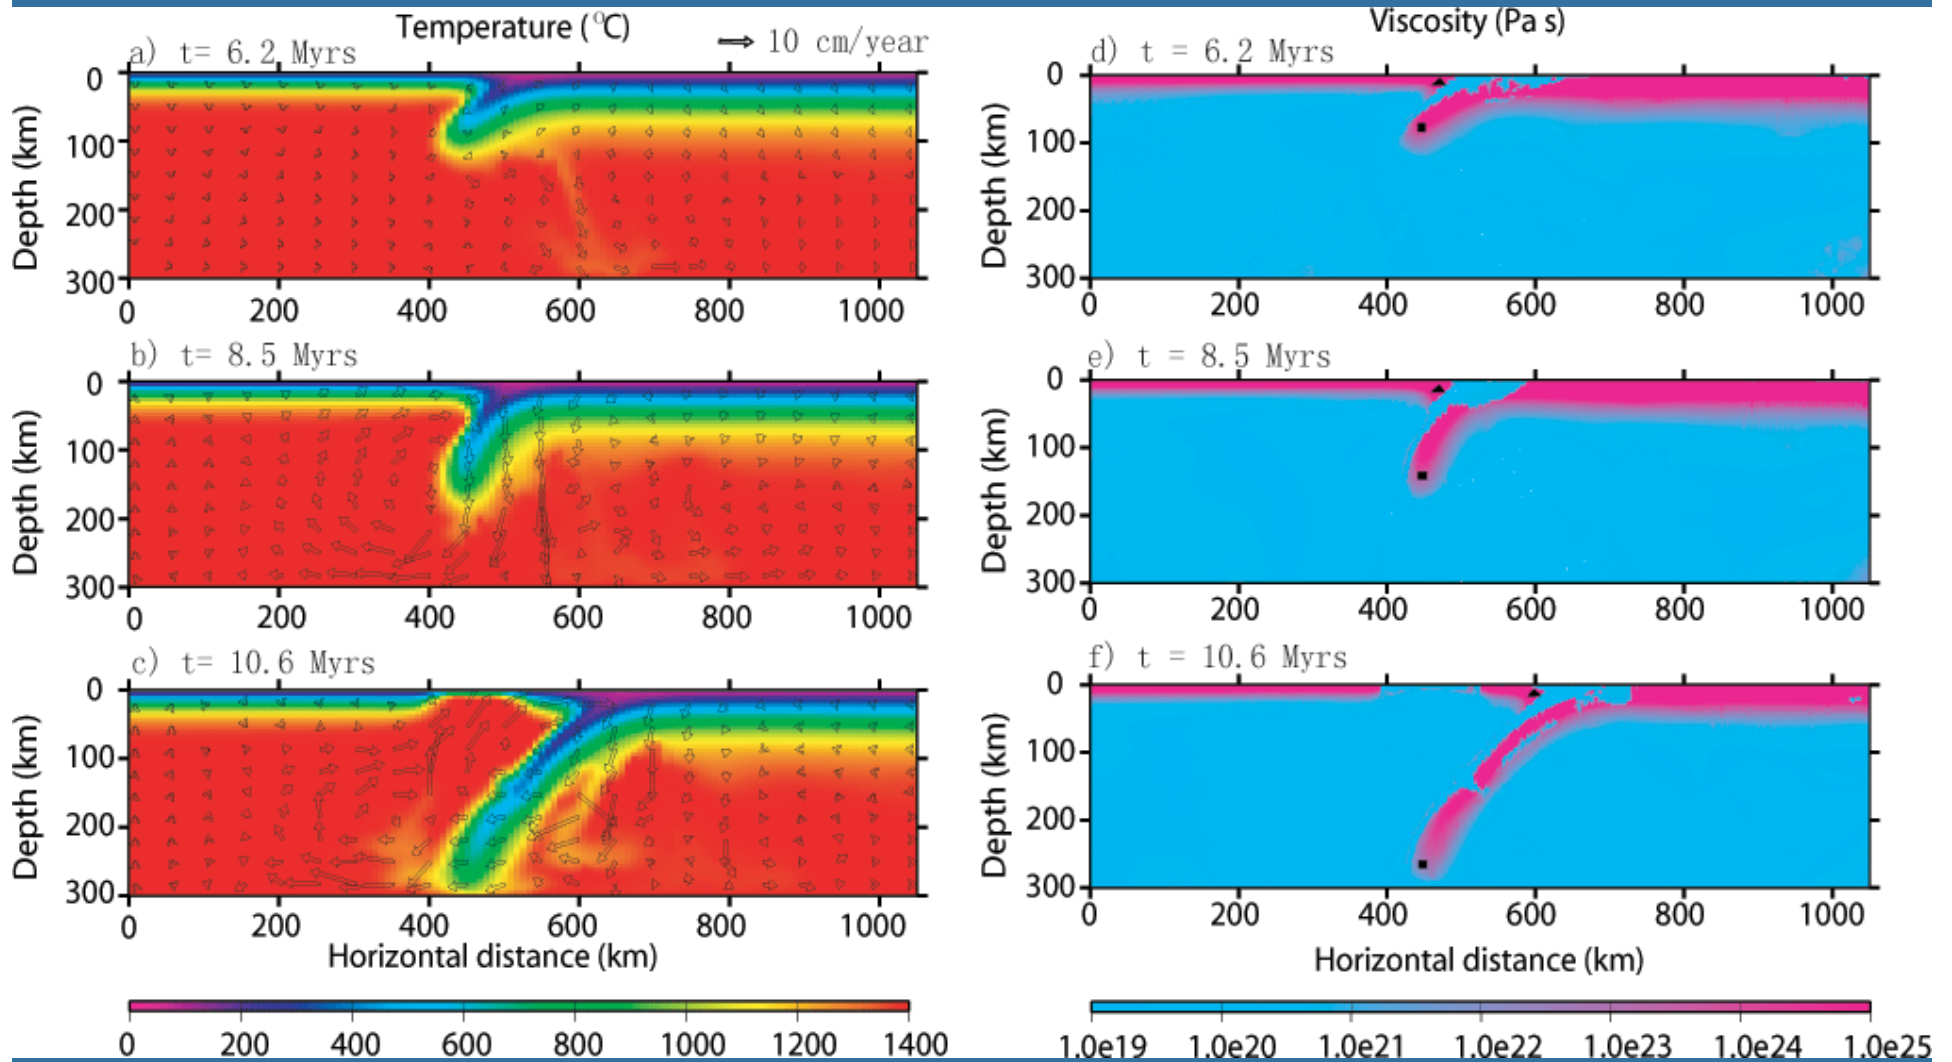 Temperature (°C)
10 cm/year
a) t= 6.2 Myrs
0
100
200
300
Depth (km)
0 200 400 600 800 1000
b) t= 8.5 Myrs
0
100
200
300
Depth (km)
0 200 400 600 800 1000
c) t= 10.6 Myrs
0
100
200
300
Depth (km)
0 200 400 600 800 1000
Horizontal distance (km)
0 200 400 600 800 1000 1200 1400
Viscosity (Pa s)
d) t = 6.2 Myrs
0
100
200
300
Depth (km)
0 200 400 600 800 1000
e) t = 8.5 Myrs
0
100
200
300
Depth (km)
0 200 400 600 800 1000
f) t = 10.6 Myrs
0
100
200
300
Depth (km)
0 200 400 600 800 1000
Horizontal distance (km)
1.0e19 1.0e20 1.0e21 1.0e22 1.0e23 1.0e24 1.0e25